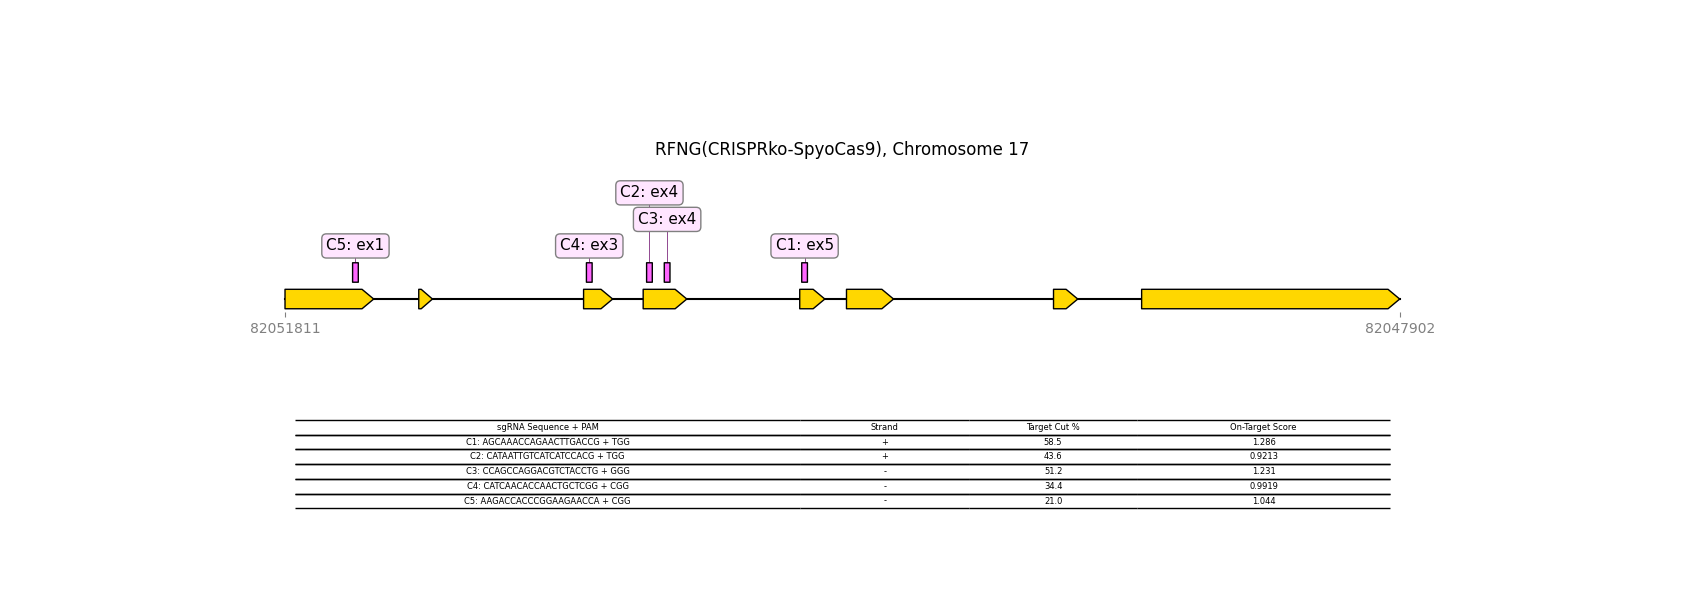 RFNG(CRISPRko-SpyoCas9), Chromosome 17
C2: ex4
C3: ex4
C5: ex1
C4: ex3
C1: ex5
82051811
82047902
sgRNA Sequence + PAM Strand Target Cut % On-Target Score
C1: AGCAAACCAGAACTTGACCG + TGG + 58.5 1.286
C2: CATAATTGTCATCATCCACG + TGG + 43.6 0.9213
C3: CCAGCCAGGACGTCTACCTG + GGG - 51.2 1.231
C4: CATCAACACCAACTGCTCGG + CGG - 34.4 0.9919
C5: AAGACCACCCGGAAGAACCA + CGG - 21.0 1.044